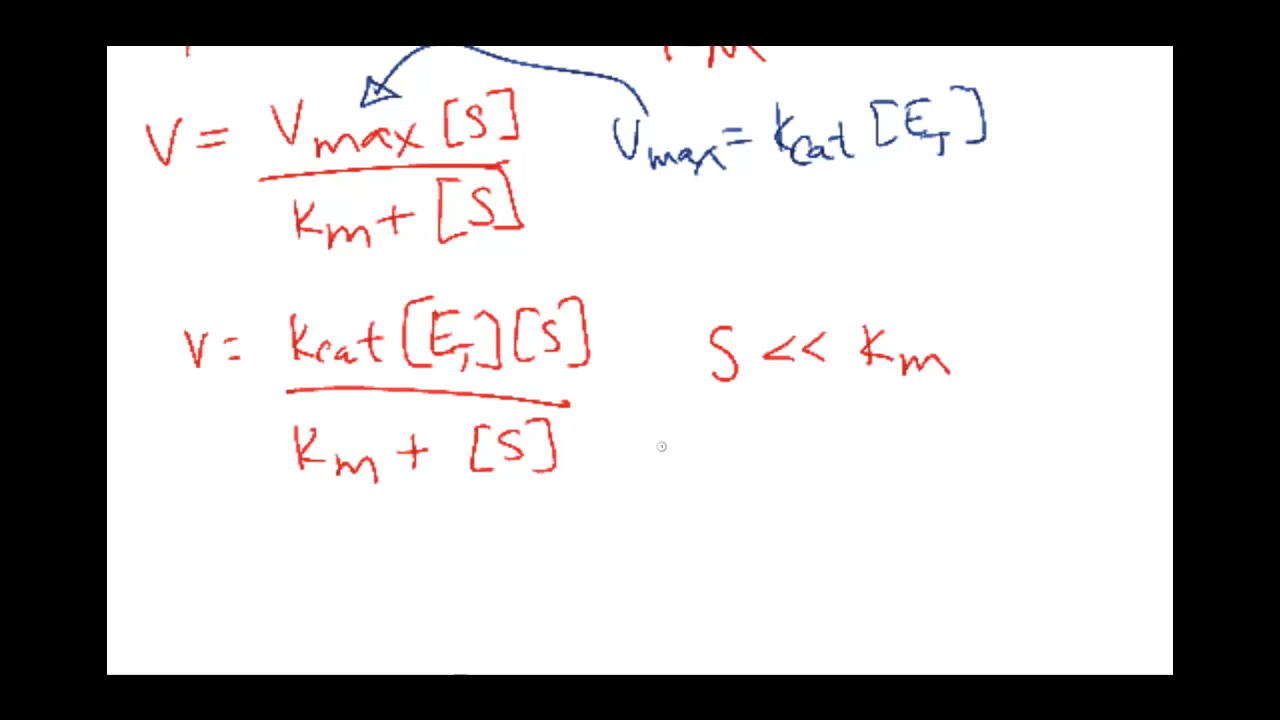 V = Vmax [S] / Km + [S]
Vmax = kcat [ET]
V = kcat [ET] [S] / Km + [S]
S << Km